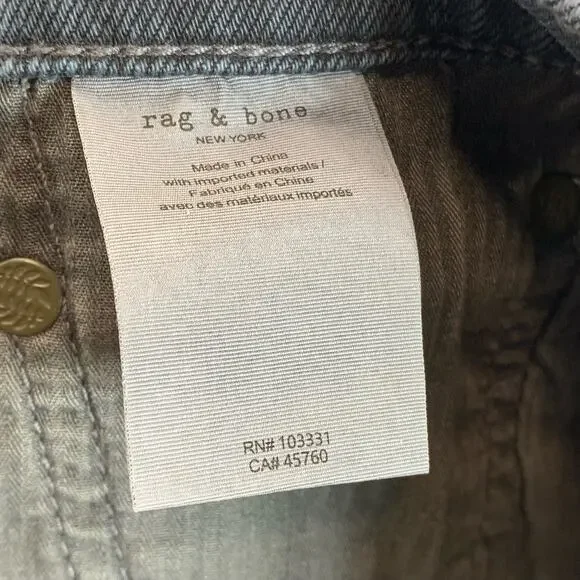 rag & bone
NEW YORK
Made in China
with imported materials/
Fabriqué en Chine
avec des matériaux importés
RN# 103331
CA# 45760